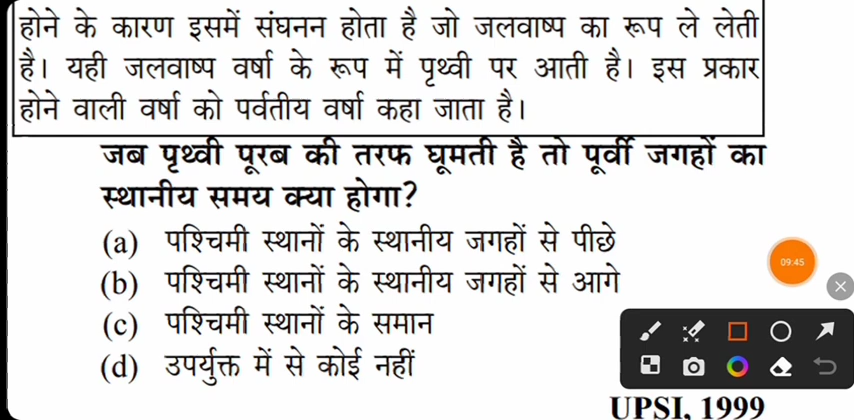 होने के कारण इसमें संघनन होता है जो जलवाष्प का रूप ले लेती
है। यही जलवाष्प वर्षा के रूप में पृथ्वी पर आती है। इस प्रकार
होने वाली वर्षा को पर्वतीय वर्षा कहा जाता है।
जब पृथ्वी पूरब की तरफ घूमती है तो पूर्वी जगहों का
स्थानीय समय क्या होगा?
(a) पश्चिमी स्थानों के स्थानीय जगहों से पीछे
(b) पश्चिमी स्थानों के स्थानीय जगहों से आगे
(c) पश्चिमी स्थानों के समान
(d) उपर्युक्त में से कोई नहीं
09:45
UPSI, 1999